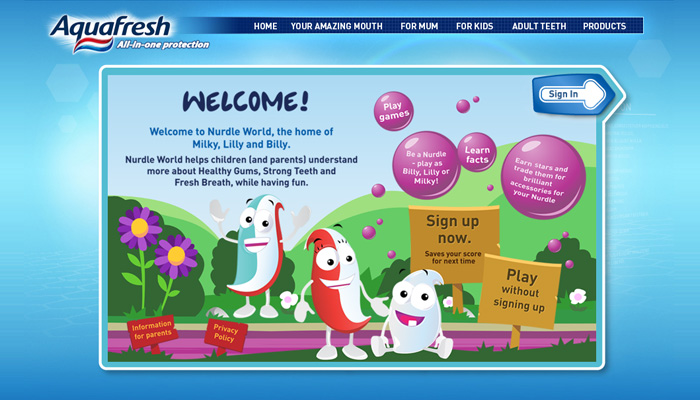 Aquafresh
All-in-one protection
HOME YOUR AMAZING MOUTH FOR MUM FOR KIDS ADULT TEETH PRODUCTS
Sign In
WELCOME!
Welcome to Nurdle World, the home of
Milky, Lilly and Billy.
Nurdle World helps children (and parents) understand
more about Healthy Gums, Strong Teeth and
Fresh Breath, while having fun.
Play
games
Be a Nurdle
- play as
Billy, Lilly or
Milky!
Learn
facts
Earn stars and
trade them for
brilliant
accessories for
your Nurdle
Sign up
now.
Saves your score
for next time
Play
without
signing up
Information
for parents
Privacy
Policy